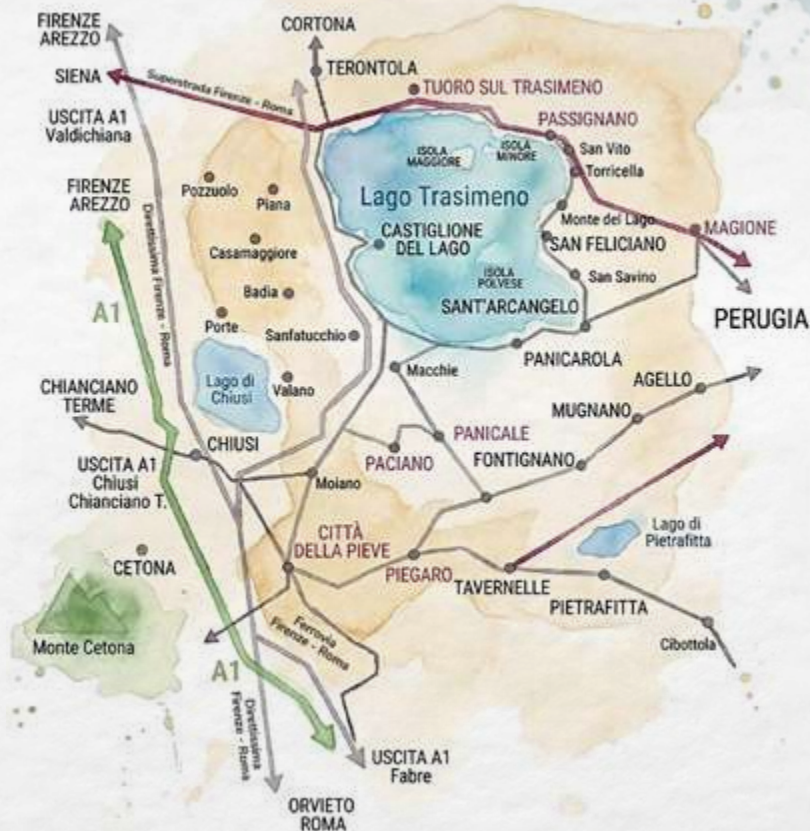 FIRENZE
AREZZO
CORTONA
SIENA
Superstrada Firenze - Roma
TERONTOLA
TUORO SUL TRASIMENO
USCITA A1
Valdichiana
PASSIGNANO
ISOLA
MAGGIORE
ISOLA
MINORE
San Vito
Torricella
Pozzuolo
Piana
Lago Trasimeno
FIRENZE
AREZZO
Direttissima Firenze - Roma
Monte del Lago
MAGIONE
Casamaggiore
CASTIGLIONE
DEL LAGO
SAN FELICIANO
Badia
ISOLA
POLVESE
San Savino
A1
Porte
SANT'ARCANGELO
PERUGIA
Sanfatucchio
PANICAROLA
Lago di
Chiusi
Macchie
Valano
AGELLO
CHIANCIANO
TERME
MUGNANO
CHIUSI
PANICALE
PACIANO
FONTIGNANO
USCITA A1
Chiusi
Chianciano T.
Moiano
CITTÀ
DELLA PIEVE
Lago di
Pietrafitta
CETONA
PIEGARO
TAVERNELLE
PIETRAFITTA
Monte Cetona
Ferrovia
Firenze - Roma
Cibottola
A1
Direttissima
Firenze - Roma
USCITA A1
Fabre
ORVIETO
ROMA